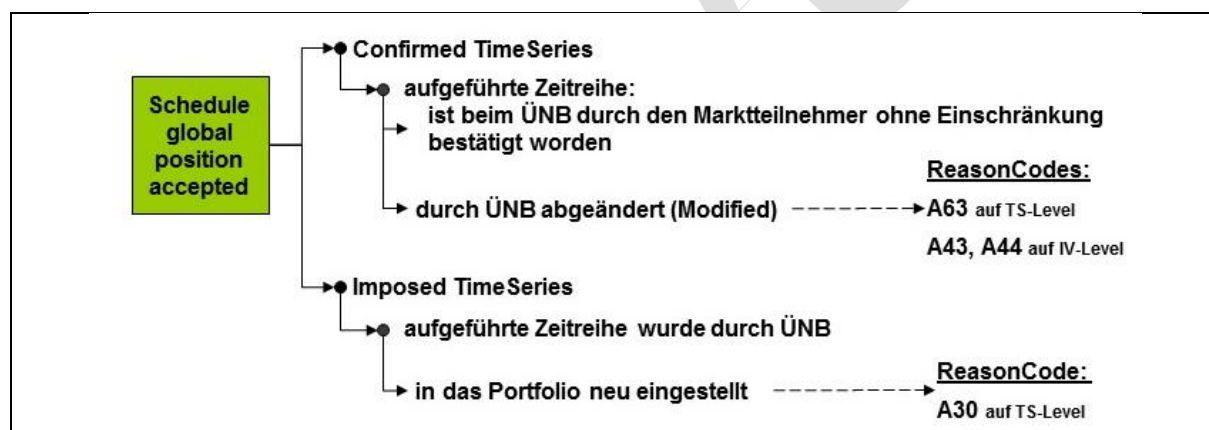 Schedule
global
position
accepted
Confirmed TimeSeries
aufgeführte Zeitreihe:
ist beim ÜNB durch den Marktteilnehmer ohne Einschränkung
bestätigt worden
durch ÜNB abgeändert (Modified)
ReasonCodes:
A63 auf TS-Level
A43, A44 auf IV-Level
Imposed TimeSeries
aufgeführte Zeitreihe wurde durch ÜNB
in das Portfolio neu eingestellt
ReasonCode:
A30 auf TS-Level